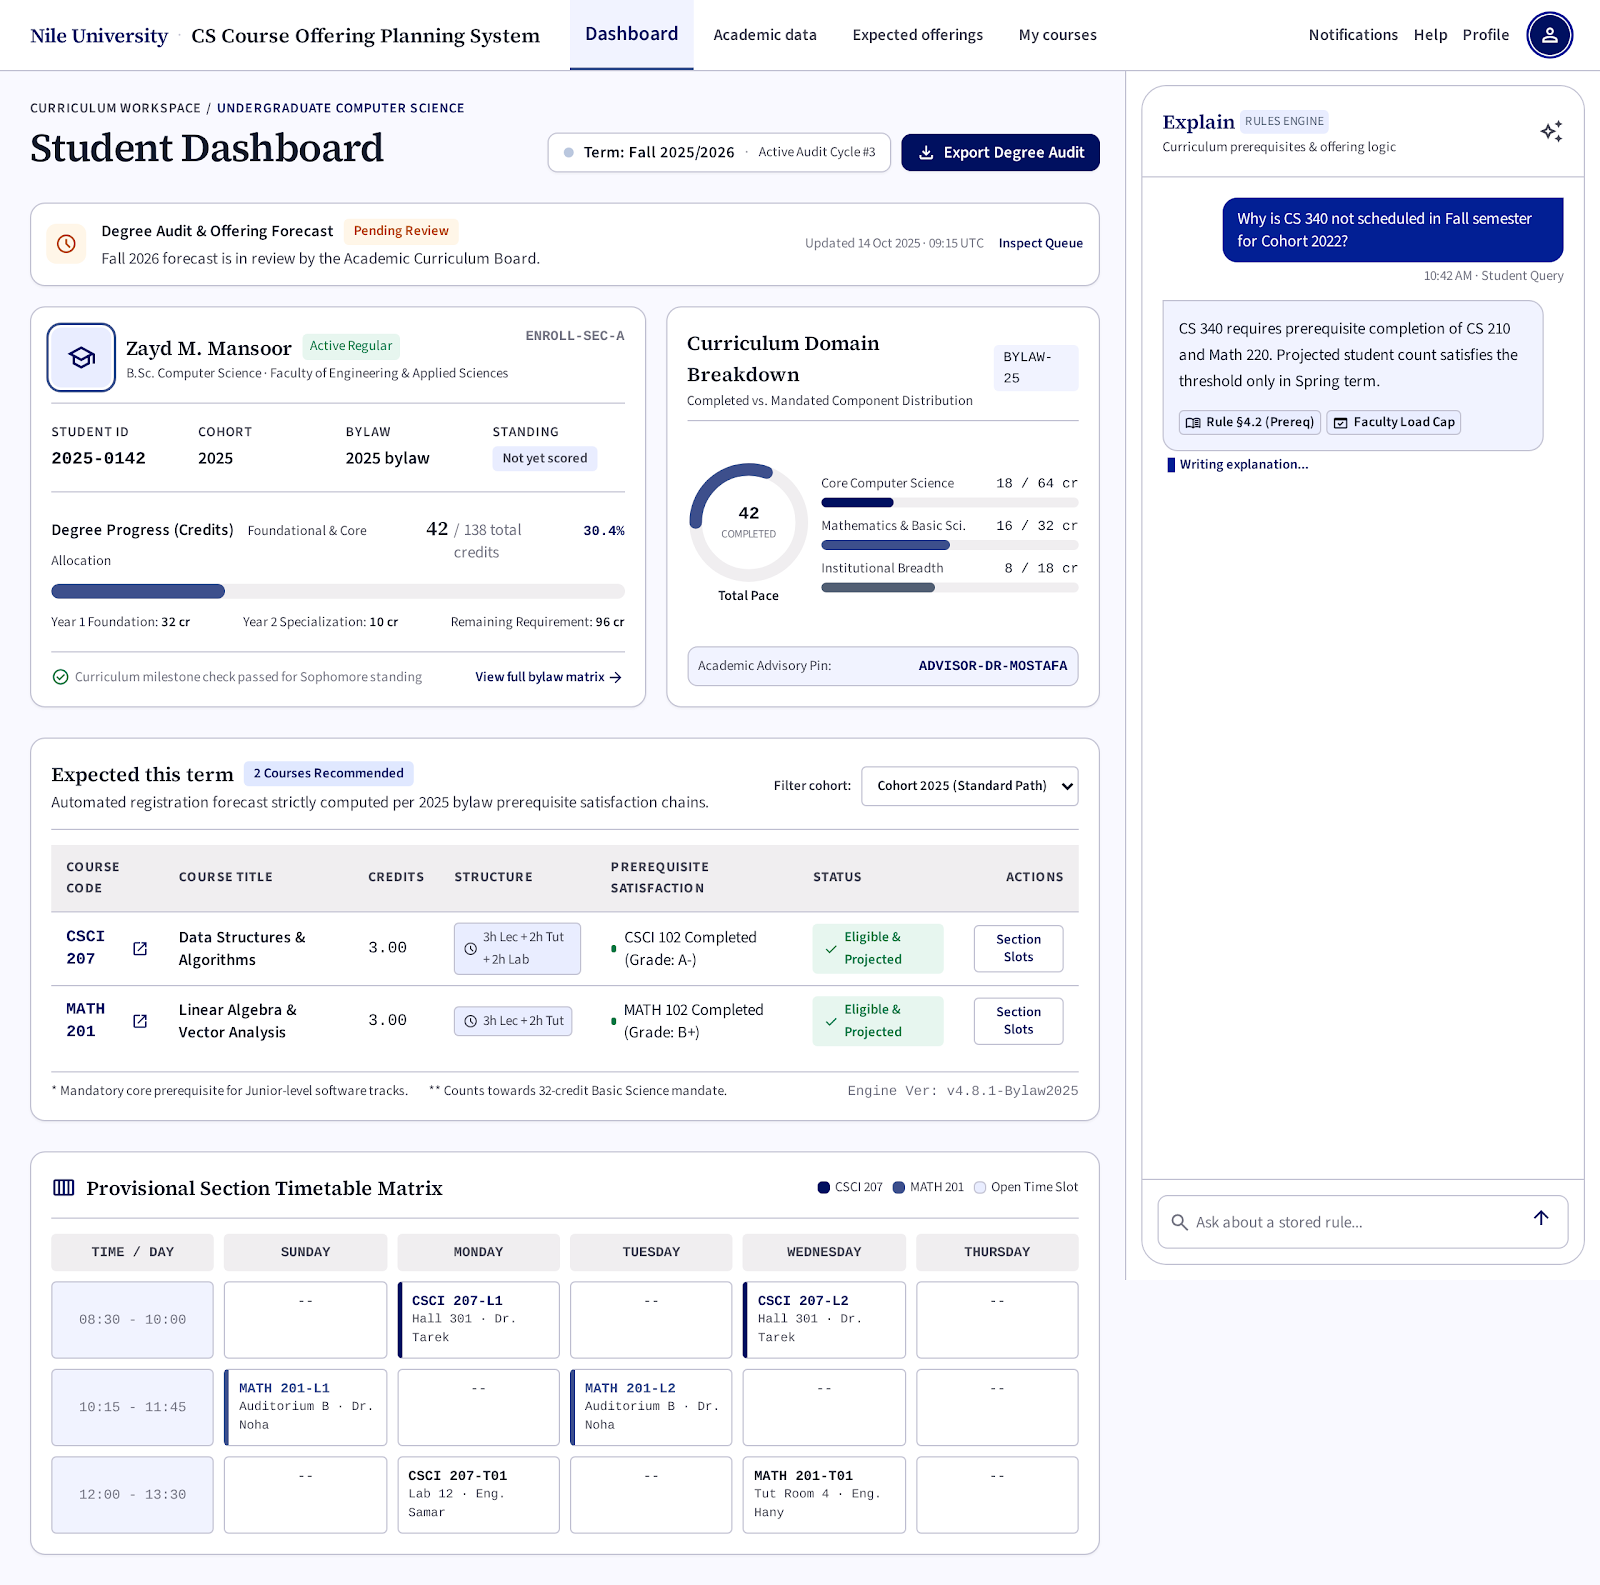 Nile University · CS Course Offering Planning System
Dashboard
Academic data
Expected offerings
My courses
Notifications
Help
Profile
CURRICULUM WORKSPACE / UNDERGRADUATE COMPUTER SCIENCE
Student Dashboard
Term: Fall 2025/2026 · Active Audit Cycle #3
Export Degree Audit
Degree Audit & Offering Forecast
Pending Review
Fall 2026 forecast is in review by the Academic Curriculum Board.
Updated 14 Oct 2025 · 09:15 UTC
Inspect Queue
Zayd M. Mansoor
Active Regular
ENROLL-SEC-A
B.Sc. Computer Science · Faculty of Engineering & Applied Sciences
STUDENT ID
2025-0142
COHORT
2025
BYLAW
2025 bylaw
STANDING
Not yet scored
Degree Progress (Credits) Foundational & Core
Allocation
42 / 138 total
credits
30.4%
Year 1 Foundation: 32 cr
Year 2 Specialization: 10 cr
Remaining Requirement: 96 cr
Curriculum milestone check passed for Sophomore standing
View full bylaw matrix
Curriculum Domain
Breakdown
BYLAW-
25
Completed vs. Mandated Component Distribution
42
COMPLETED
Total Pace
Core Computer Science 18 / 64 cr
Mathematics & Basic Sci. 16 / 32 cr
Institutional Breadth 8 / 18 cr
Academic Advisory Pin: ADVISOR-DR-MOSTAFA
Expected this term
2 Courses Recommended
Automated registration forecast strictly computed per 2025 bylaw prerequisite satisfaction chains.
Filter cohort:
Cohort 2025 (Standard Path)
COURSE
CODE
COURSE TITLE
CREDITS
STRUCTURE
PREREQUISITE
SATISFACTION
STATUS
ACTIONS
CSCI
207
Data Structures &
Algorithms
3.00
3h Lec + 2h Tut
+ 2h Lab
CSCI 102 Completed
(Grade: A-)
Eligible &
Projected
Section
Slots
MATH
201
Linear Algebra &
Vector Analysis
3.00
3h Lec + 2h Tut
MATH 102 Completed
(Grade: B+)
Eligible &
Projected
Section
Slots
* Mandatory core prerequisite for Junior-level software tracks.
** Counts towards 32-credit Basic Science mandate.
Engine Ver: v4.8.1-Bylaw2025
Provisional Section Timetable Matrix
CSCI 207
MATH 201
Open Time Slot
TIME / DAY
SUNDAY
MONDAY
TUESDAY
WEDNESDAY
THURSDAY
08:30 - 10:00
--
CSCI 207-L1
Hall 301 · Dr.
Tarek
--
CSCI 207-L2
Hall 301 · Dr.
Tarek
--
10:15 - 11:45
MATH 201-L1
Auditorium B · Dr.
Noha
--
MATH 201-L2
Auditorium B · Dr.
Noha
--
--
12:00 - 13:30
--
CSCI 207-T01
Lab 12 · Eng.
Samar
--
MATH 201-T01
Tut Room 4 · Eng.
Hany
--
Explain
RULES ENGINE
Curriculum prerequisites & offering logic
Why is CS 340 not scheduled in Fall semester
for Cohort 2022?
10:42 AM · Student Query
CS 340 requires prerequisite completion of CS 210
and Math 220. Projected student count satisfies the
threshold only in Spring term.
Rule §4.2 (Prereq)
Faculty Load Cap
Writing explanation...
Ask about a stored rule...